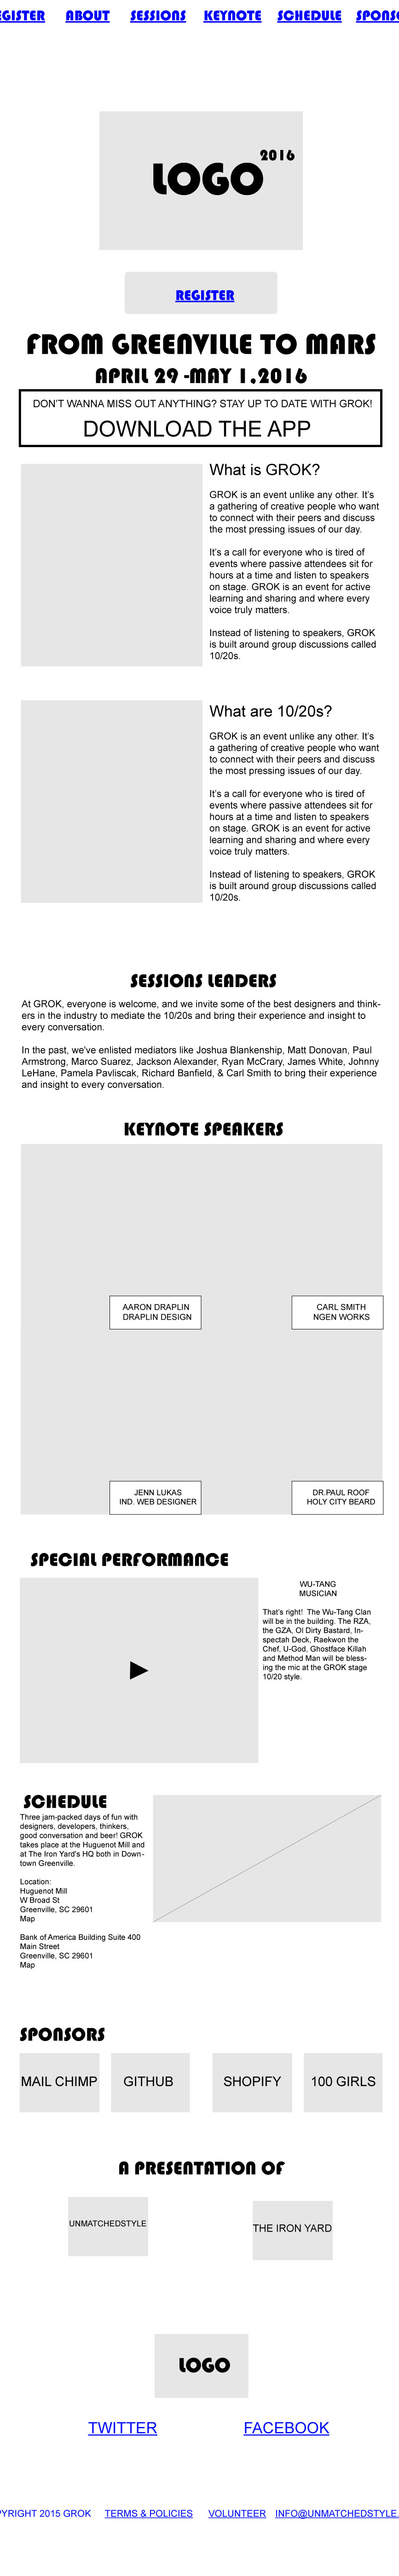 EGISTER ABOUT SESSIONS KEYNOTE SCHEDULE SPONSO
2016
LOGO
REGISTER
FROM GREENVILLE TO MARS
APRIL 29 -MAY 1,2016
DON'T WANNA MISS OUT ANYTHING? STAY UP TO DATE WITH GROK!
DOWNLOAD THE APP
What is GROK?
GROK is an event unlike any other. It's
a gathering of creative people who want
to connect with their peers and discuss
the most pressing issues of our day.
It's a call for everyone who is tired of
events where passive attendees sit for
hours at a time and listen to speakers
on stage. GROK is an event for active
learning and sharing and where every
voice truly matters.
Instead of listening to speakers, GROK
is built around group discussions called
10/20s.
What are 10/20s?
GROK is an event unlike any other. It's
a gathering of creative people who want
to connect with their peers and discuss
the most pressing issues of our day.
It's a call for everyone who is tired of
events where passive attendees sit for
hours at a time and listen to speakers
on stage. GROK is an event for active
learning and sharing and where every
voice truly matters.
Instead of listening to speakers, GROK
is built around group discussions called
10/20s.
SESSIONS LEADERS
At GROK, everyone is welcome, and we invite some of the best designers and think-
ers in the industry to mediate the 10/20s and bring their experience and insight to
every conversation.
In the past, we've enlisted mediators like Joshua Blankenship, Matt Donovan, Paul
Armstrong, Marco Suarez, Jackson Alexander, Ryan McCrary, James White, Johnny
LeHane, Pamela Pavliscak, Richard Banfield, & Carl Smith to bring their experience
and insight to every conversation.
KEYNOTE SPEAKERS
AARON DRAPLIN
DRAPLIN DESIGN
CARL SMITH
NGEN WORKS
JENN LUKAS
IND. WEB DESIGNER
DR.PAUL ROOF
HOLY CITY BEARD
SPECIAL PERFORMANCE
WU-TANG
MUSICIAN
That's right! The Wu-Tang Clan
will be in the building. The RZA,
the GZA, Ol Dirty Bastard, In-
spectah Deck, Raekwon the
Chef, U-God, Ghostface Killah
and Method Man will be bless-
ing the mic at the GROK stage
10/20 style.
SCHEDULE
Three jam-packed days of fun with
designers, developers, thinkers,
good conversation and beer! GROK
takes place at the Huguenot Mill and
at The Iron Yard's HQ both in Down-
town Greenville.
Location:
Huguenot Mill
W Broad St
Greenville, SC 29601
Map
Bank of America Building Suite 400
Main Street
Greenville, SC 29601
Map
SPONSORS
MAIL CHIMP GITHUB SHOPIFY 100 GIRLS
A PRESENTATION OF
UNMATCHEDSTYLE
THE IRON YARD
LOGO
TWITTER FACEBOOK
PYRIGHT 2015 GROK TERMS & POLICIES VOLUNTEER INFO@UNMATCHEDSTYLE.